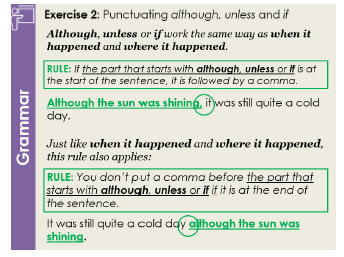 Grammar
Exercise 2: Punctuating although, unless and if
Although, unless or if work the same way as when it
happened and where it happened.
RULE: If the part that starts with although, unless or if is at
the start of the sentence, it is followed by a comma.
Although the sun was shining, it was still quite a cold
day.
Just like when it happened and where it happened,
this rule also applies:
RULE: You don't put a comma before the part that
starts with although, unless or if if it is at the end of
the sentence.
It was still quite a cold day although the sun was
shining.